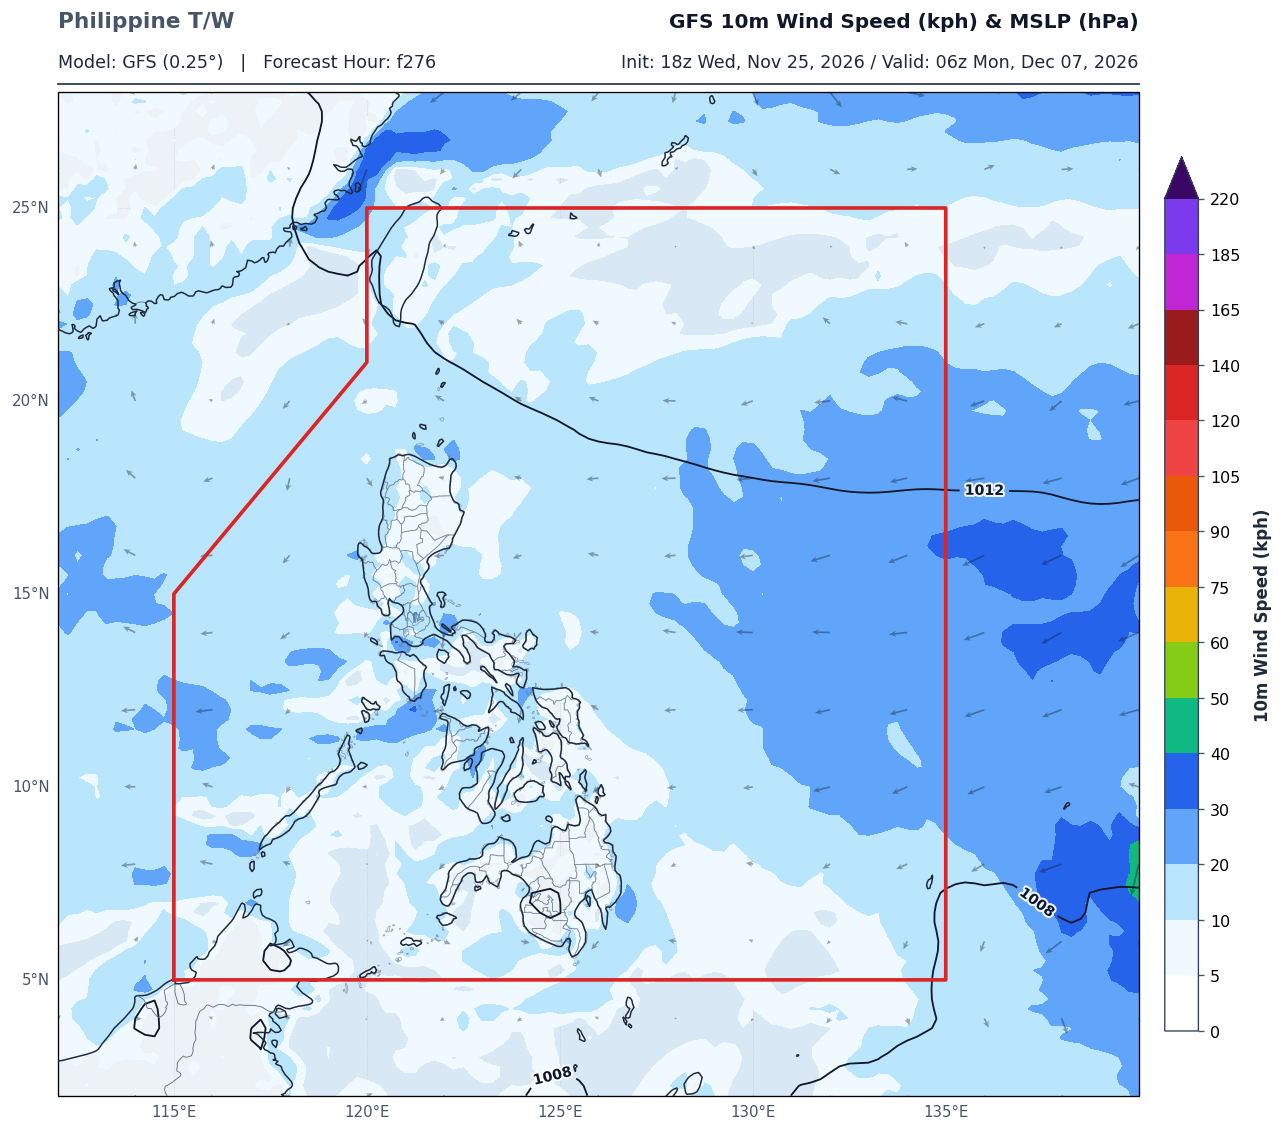 Philippine T/W
GFS 10m Wind Speed (kph) & MSLP (hPa)
Model: GFS (0.25°) | Forecast Hour: f276
Init: 18z Wed, Nov 25, 2026 / Valid: 06z Mon, Dec 07, 2026
25°N
20°N
15°N
10°N
5°N
115°E
120°E
125°E
130°E
135°E
1012
1008
1008
220
185
165
140
120
105
90
75
60
50
40
30
20
10
5
0
10m Wind Speed (kph)